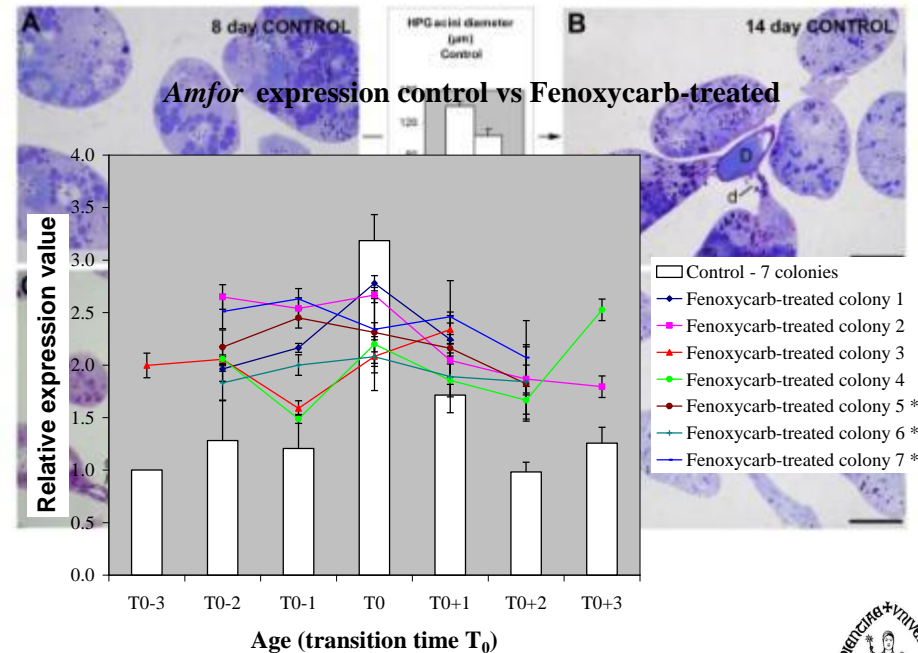 A
8 day CONTROL
HPG acini diameter
(µm)
Control
B
14 day CONTROL
Amfor expression control vs Fenoxycarb-treated
120
D
d
4.0
3.5
3.0
2.5
2.0
1.5
1.0
0.5
0.0
Relative expression value
T0-3 T0-2 T0-1 T0 T0+1 T0+2 T0+3
Age (transition time T0)
Control - 7 colonies
Fenoxycarb-treated colony 1
Fenoxycarb-treated colony 2
Fenoxycarb-treated colony 3
Fenoxycarb-treated colony 4
Fenoxycarb-treated colony 5 *
Fenoxycarb-treated colony 6 *
Fenoxycarb-treated colony 7 *